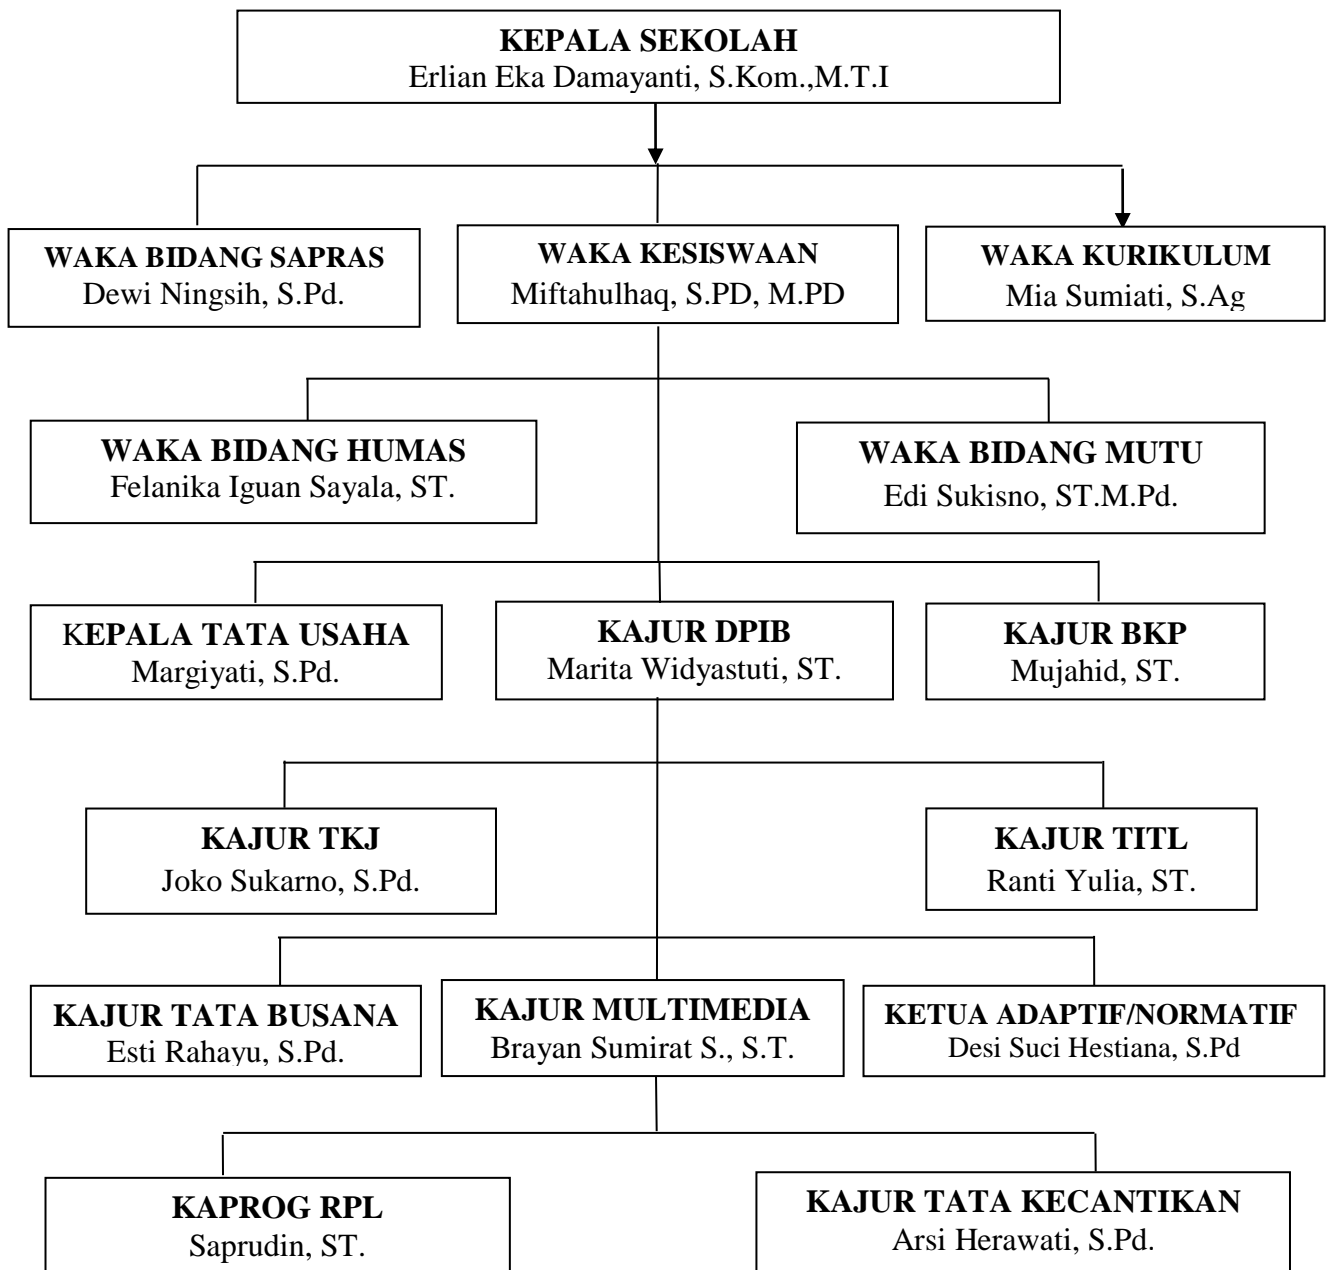 KEPALA SEKOLAH
Erlian Eka Damayanti, S.Kom.,M.T.I
WAKA BIDANG SAPRAS
Dewi Ningsih, S.Pd.
WAKA KESISWAAN
Miftahulhaq, S.PD, M.PD
WAKA KURIKULUM
Mia Sumiati, S.Ag
WAKA BIDANG HUMAS
Felanika Iguan Sayala, ST.
WAKA BIDANG MUTU
Edi Sukisno, ST.M.Pd.
KEPALA TATA USAHA
Margiyati, S.Pd.
KAJUR DPIB
Marita Widyastuti, ST.
KAJUR BKP
Mujahid, ST.
KAJUR TKJ
Joko Sukarno, S.Pd.
KAJUR TITL
Ranti Yulia, ST.
KAJUR TATA BUSANA
Esti Rahayu, S.Pd.
KAJUR MULTIMEDIA
Brayan Sumirat S., S.T.
KETUA ADAPTIF/NORMATIF
Desi Suci Hestiana, S.Pd
KAPROG RPL
Saprudin, ST.
KAJUR TATA KECANTIKAN
Arsi Herawati, S.Pd.